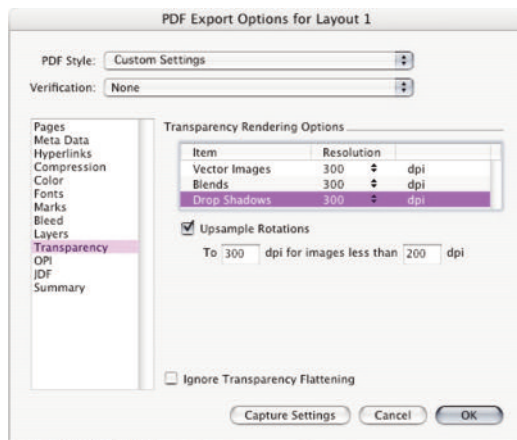 PDF Export Options for Layout 1
PDF Style: Custom Settings
Verification: None
Pages
Meta Data
Hyperlinks
Compression
Color
Fonts
Marks
Bleed
Layers
Transparency
OPI
JDF
Summary
Transparency Rendering Options
Item Resolution
Vector Images 300 dpi
Blends 300 dpi
Drop Shadows 300 dpi
Upsample Rotations
To 300 dpi for images less than 200 dpi
Ignore Transparency Flattening
Capture Settings Cancel OK